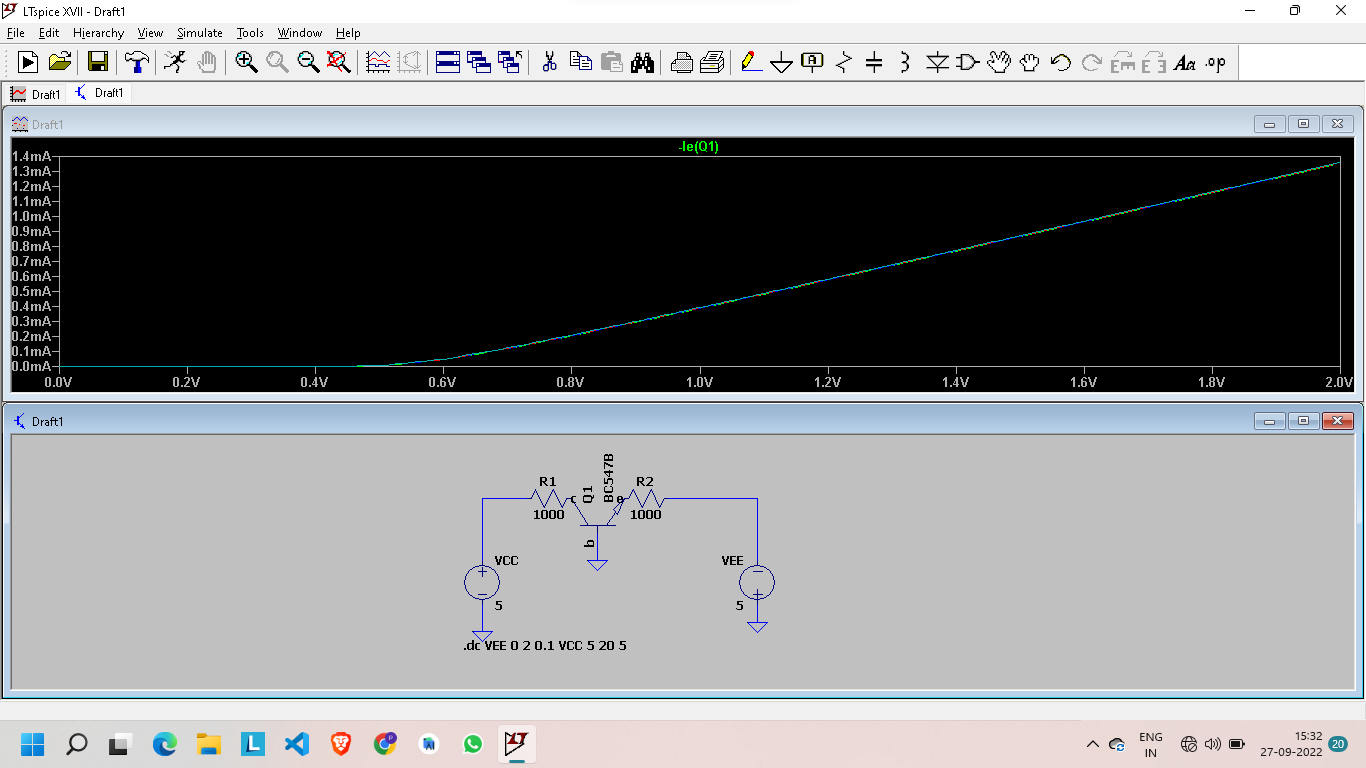 LTspice XVII - Draft1
File Edit Hierarchy View Simulate Tools Window Help
A Aa .op
Draft1 Draft1
Draft1
-Ie(Q1)
1.4mA
1.3mA
1.2mA
1.1mA
1.0mA
0.9mA
0.8mA
0.7mA
0.6mA
0.5mA
0.4mA
0.3mA
0.2mA
0.1mA
0.0mA
0.0V 0.2V 0.4V 0.6V 0.8V 1.0V 1.2V 1.4V 1.6V 1.8V 2.0V
Draft1
R1 c Q1 BC547B e R2
1000 1000
b
VCC VEE
5 5
.dc VEE 0 2 0.1 VCC 5 20 5
ENG
IN
15:32
27-09-2022
20